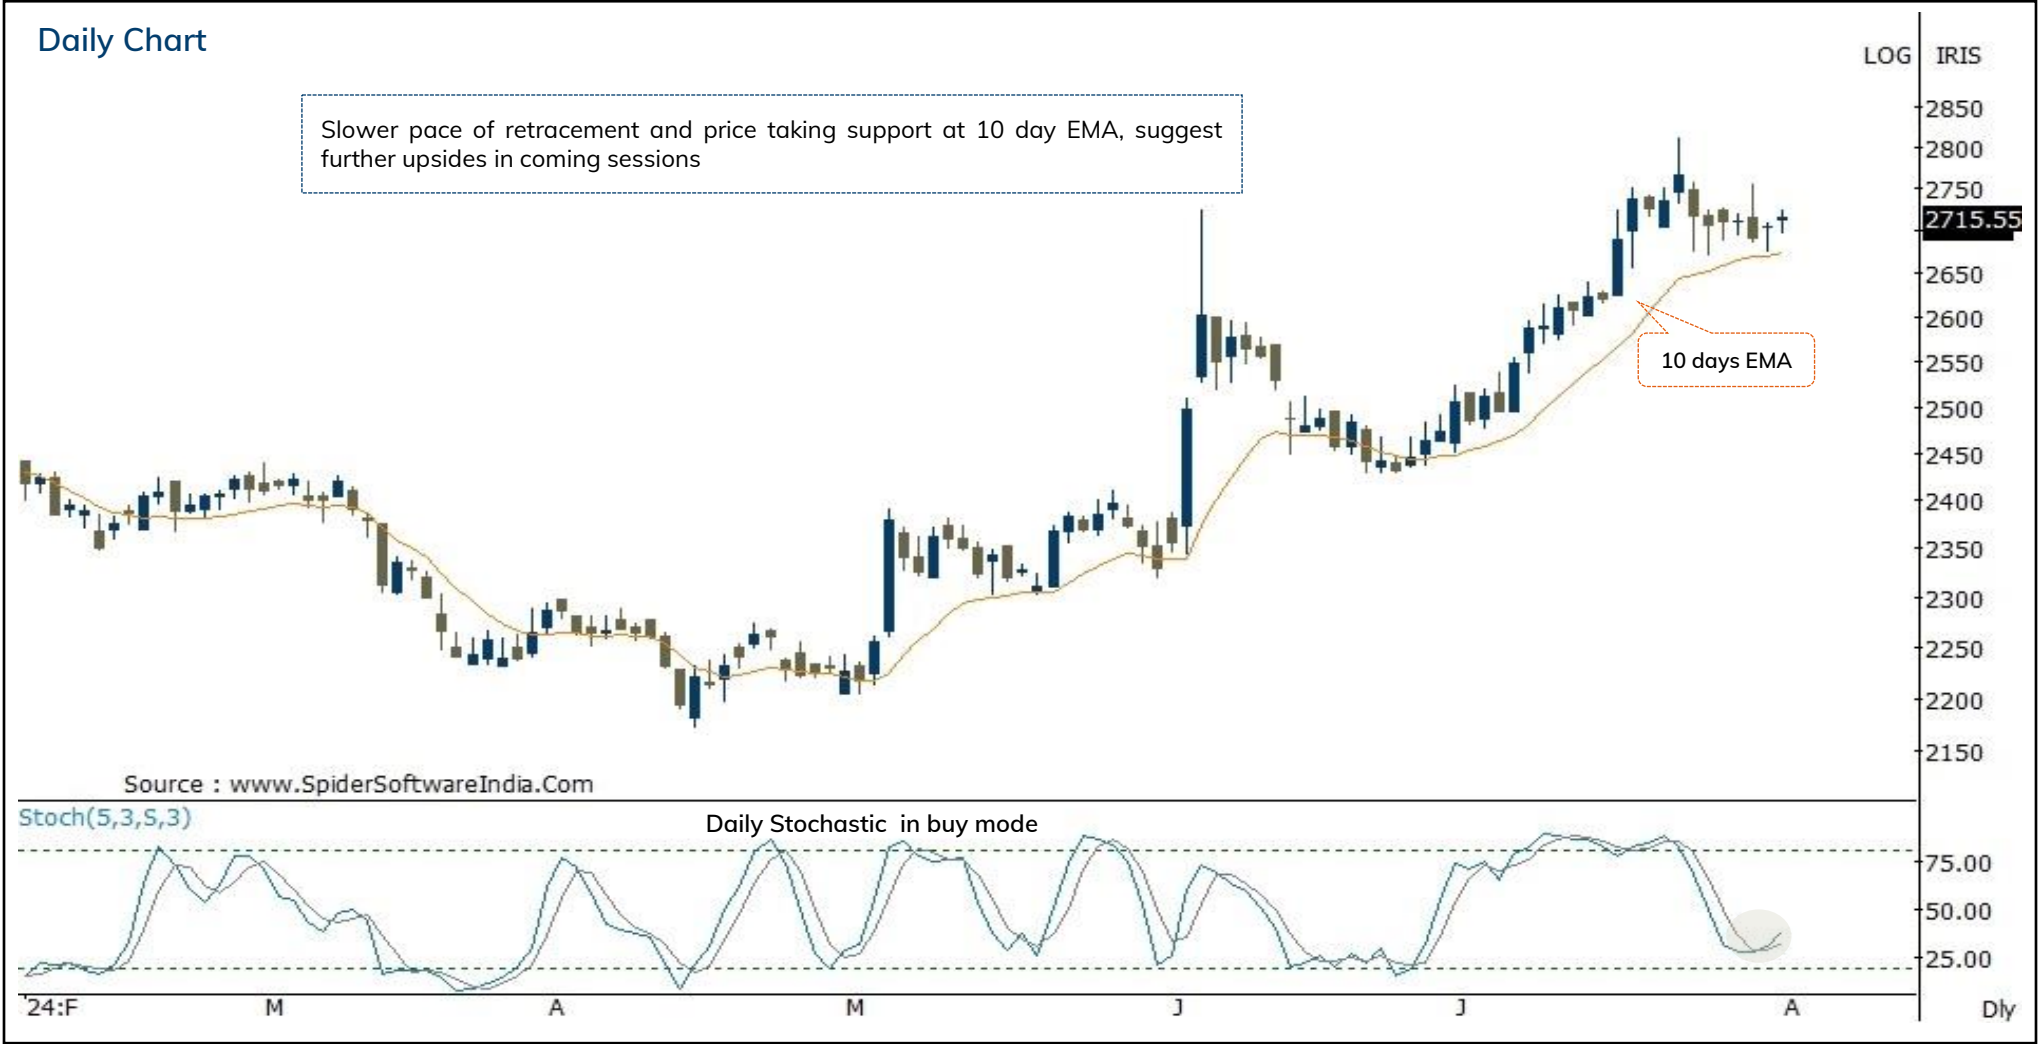 Daily Chart
LOG IRIS
Slower pace of retracement and price taking support at 10 day EMA, suggest
further upsides in coming sessions
2850
2800
2750
2715.55
2650
2600
10 days EMA
2550
2500
2450
2400
2350
2300
2250
2200
2150
Source : www.SpiderSoftwareIndia.Com
Stoch(5,3,S,3)
Daily Stochastic in buy mode
75.00
50.00
25.00
24:F M A M J J A Dly